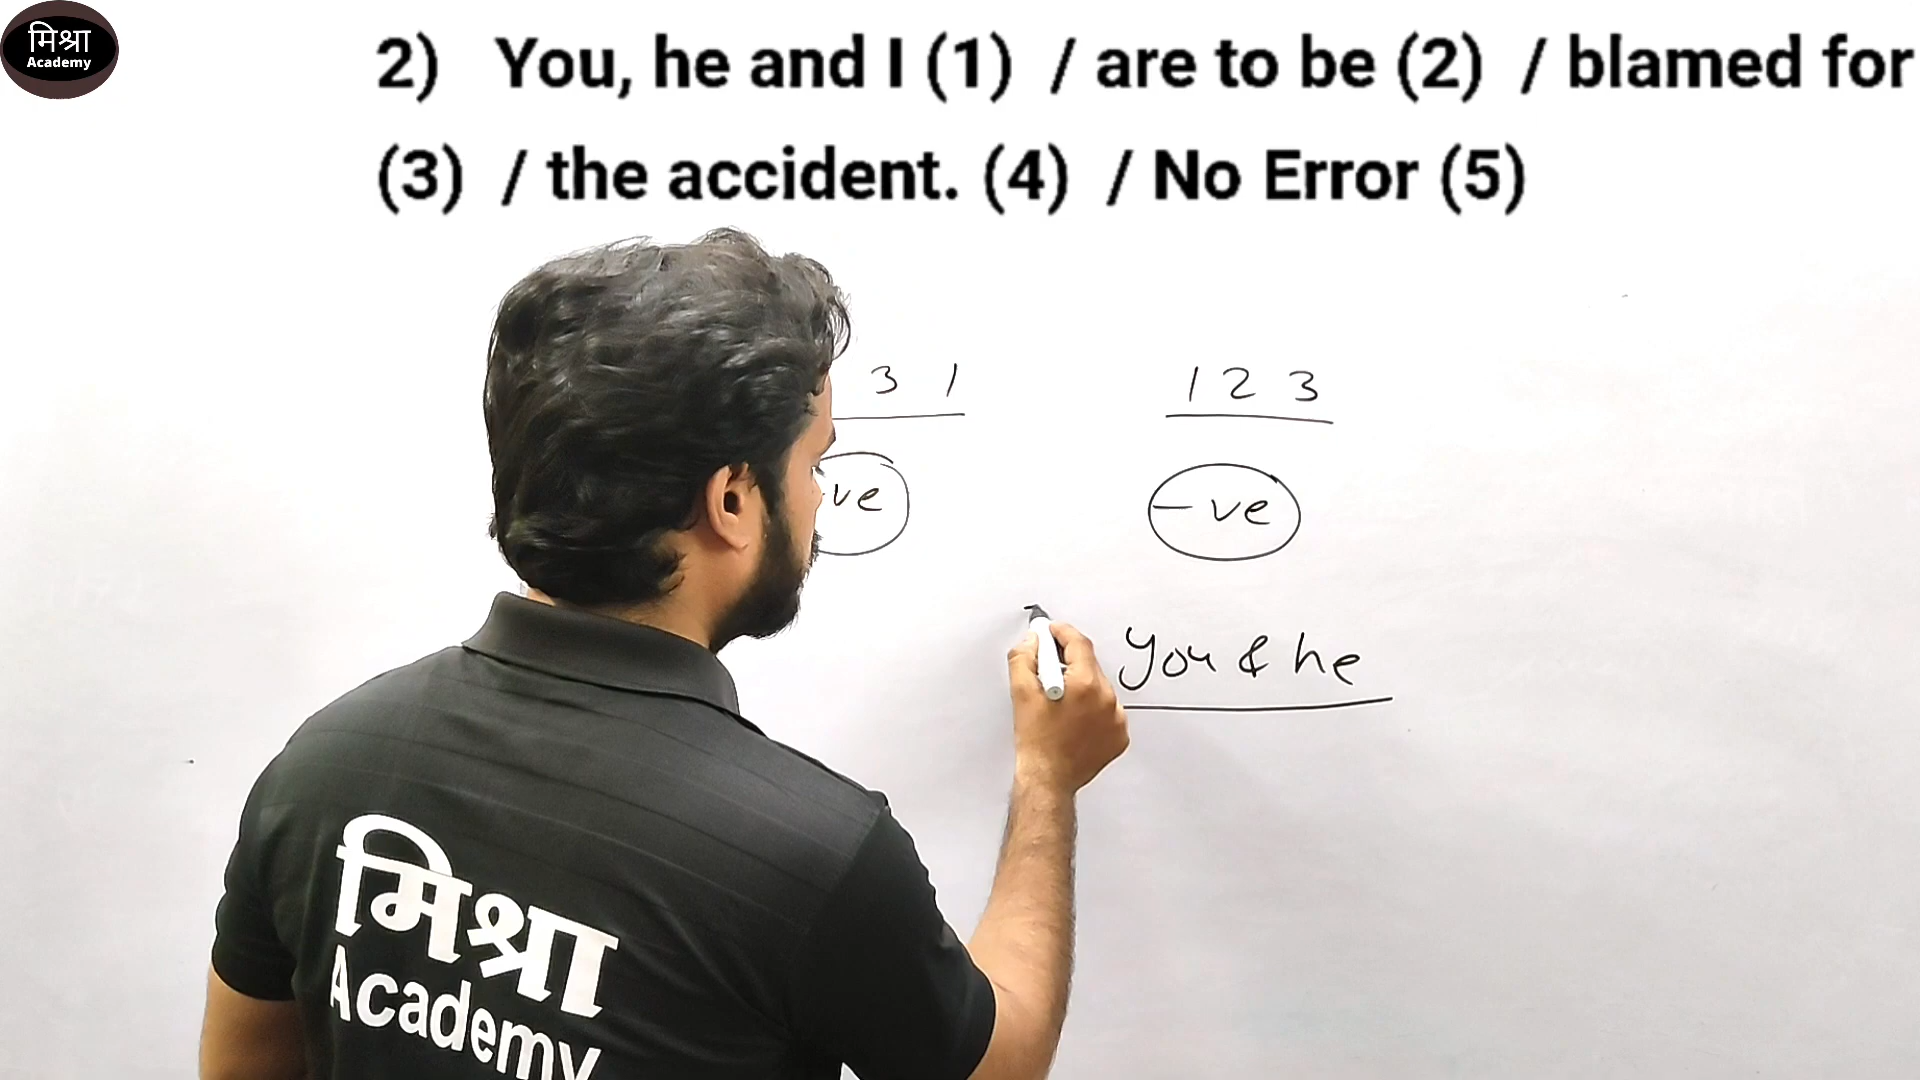 मिश्रा
Academy
2) You, he and I (1) / are to be (2) / blamed for
(3) / the accident. (4) / No Error (5)
3 1
1 2 3
ve
-ve
You & he
मिश्रा
Academy